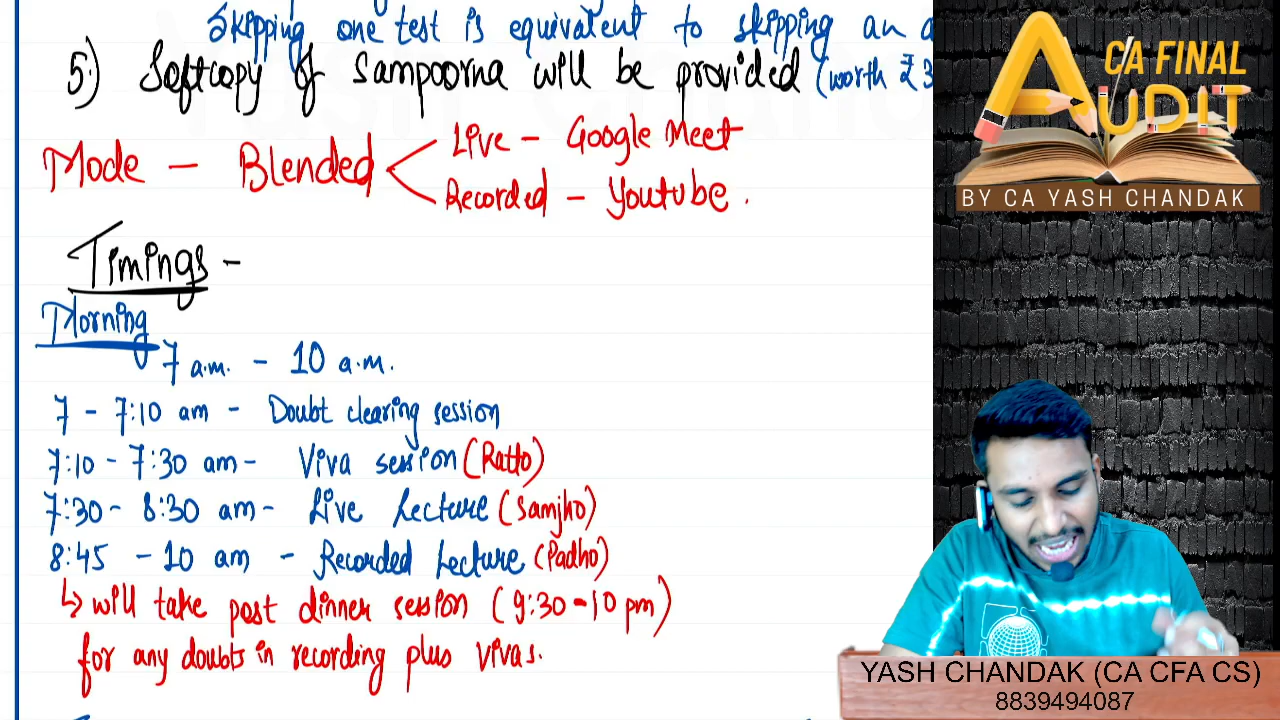 Skipping one test is equivalent to skipping an a
5) Softcopy of Sampoorna will be provided (worth ₹3
Mode - Blended
Live - Google Meet
Recorded - Youtube.
Timings -
Morning
7 a.m. - 10 a.m.
7 - 7:10 am - Doubt clearing session
7:10 - 7:30 am - Viva session (Ratto)
7:30 - 8:30 am - Live Lecture (Samjho)
8:45 - 10 am - Recorded Lecture (Padho)
↳ will take post dinner session (9:30 - 10 pm)
for any doubts in recording plus vivas.
CA FINAL
AUDIT
BY CA YASH CHANDAK
YASH CHANDAK (CA CFA CS)
8839494087